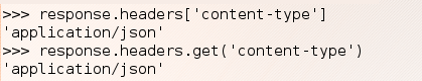 >>> response.headers['content-type']
'application/json'
>>> response.headers.get('content-type')
'application/json'